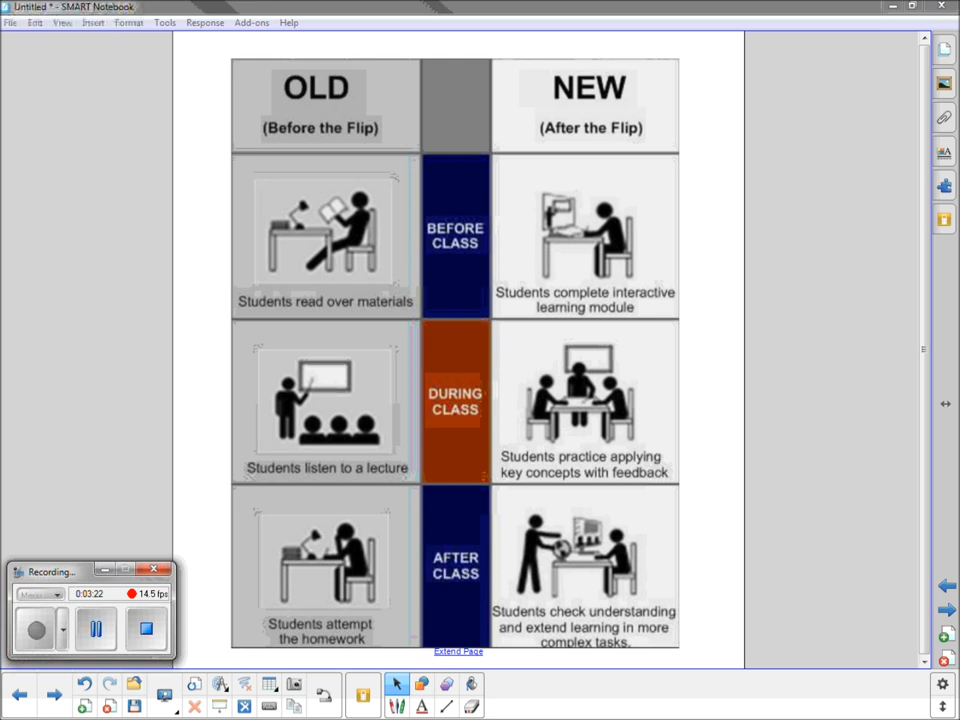 Untitled * - SMART Notebook
File Edit View Insert Format Tools Response Add-ons Help
OLD
(Before the Flip)
NEW
(After the Flip)
Students read over materials
BEFORE
CLASS
Students complete interactive
learning module
Students listen to a lecture
DURING
CLASS
Students practice applying
key concepts with feedback
Students attempt
the homework
AFTER
CLASS
Students check understanding
and extend learning in more
complex tasks.
Extend Page
Recording...
0:03:22 14.5 fps